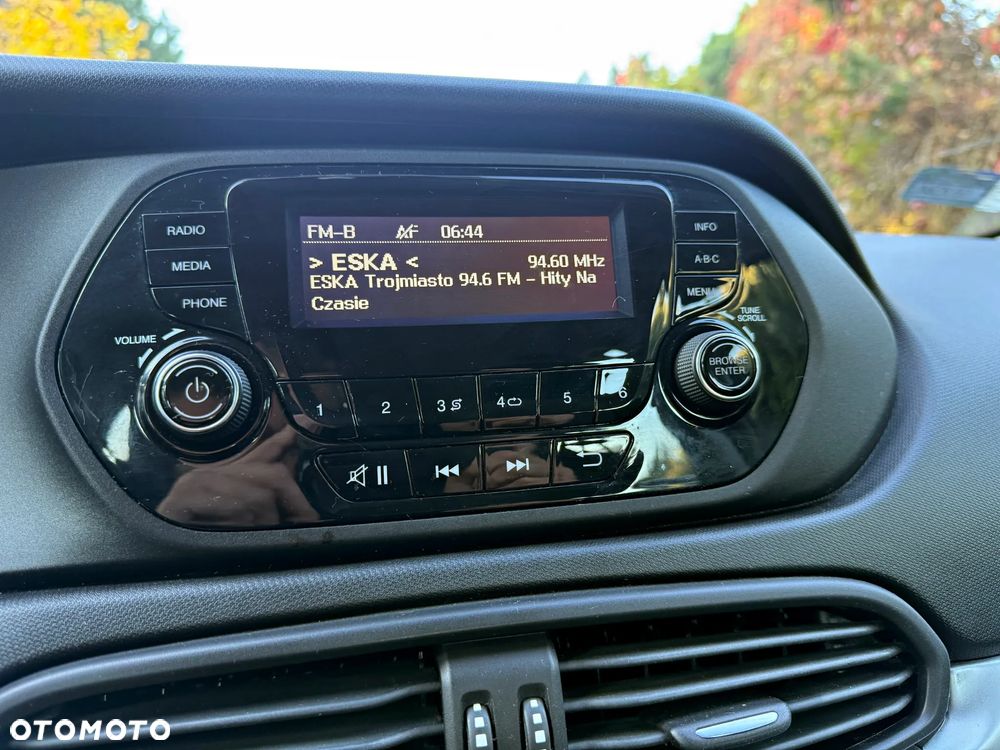 FM-B AF 06:44
> ESKA < 94.60 MHz
ESKA Trojmiasto 94.6 FM - Hity Na
Czasie
RADIO
MEDIA
PHONE
VOLUME
INFO
A·B·C
MENU
TUNE
SCROLL
BROWSE
ENTER
1 2 3 4 5 6
OTOMOTO